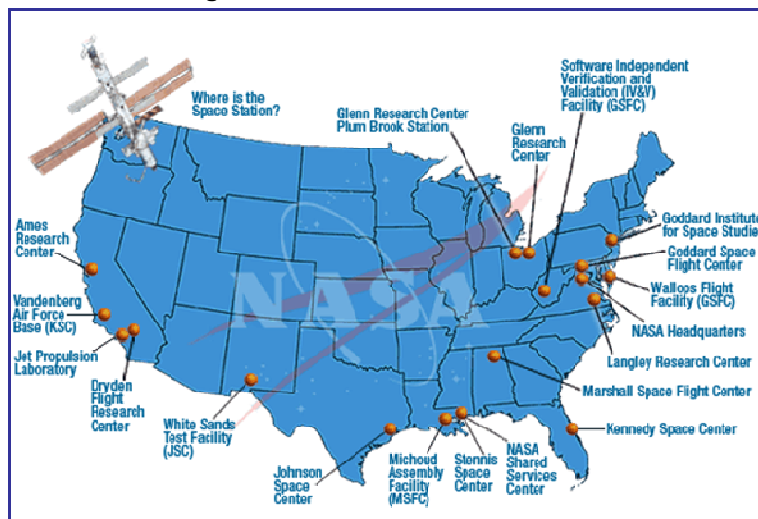 Software Independent
Verification and
Validation (IV&V)
Facility (GSFC)
Where is the
Space Station?
Glenn Research Center
Plum Brook Station
Glenn
Research
Center
Ames
Research
Center
Goddard Institute
for Space Studies
Goddard Space
Flight Center
Wallops Flight
Facility (GSFC)
NASA
Vandenberg
Air Force
Base (KSC)
NASA Headquarters
Jet Propulsion
Laboratory
Langley Research Center
Dryden
Flight
Research
Center
Marshall Space Flight Center
White Sands
Test Facility
(JSC)
Kennedy Space Center
Johnson
Space
Center
Michoud
Assembly
Facility
(MSFC)
Stennis
Space
Center
NASA
Shared
Services
Center